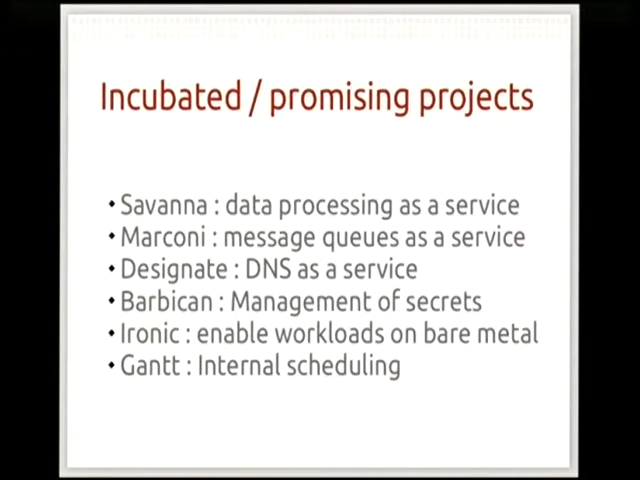 Incubated / promising projects
• Savanna : data processing as a service
• Marconi : message queues as a service
• Designate : DNS as a service
• Barbican : Management of secrets
• Ironic : enable workloads on bare metal
• Gantt : Internal scheduling